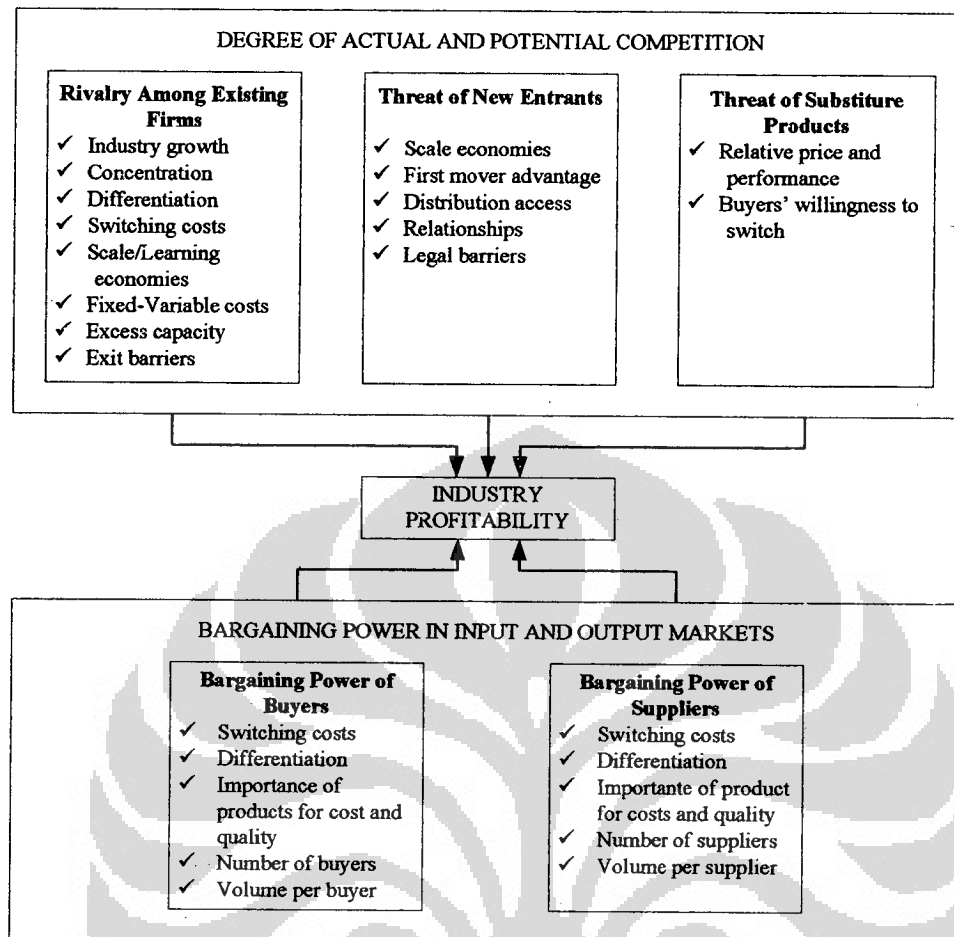 DEGREE OF ACTUAL AND POTENTIAL COMPETITION
Rivalry Among Existing
Firms
✓ Industry growth
✓ Concentration
✓ Differentiation
✓ Switching costs
✓ Scale/Learning
economies
✓ Fixed-Variable costs
✓ Excess capacity
✓ Exit barriers
Threat of New Entrants
✓ Scale economies
✓ First mover advantage
✓ Distribution access
✓ Relationships
✓ Legal barriers
Threat of Substiture
Products
✓ Relative price and
performance
✓ Buyers' willingness to
switch
INDUSTRY
PROFITABILITY
BARGAINING POWER IN INPUT AND OUTPUT MARKETS
Bargaining Power of
Buyers
✓ Switching costs
✓ Differentiation
✓ Importance of
products for cost and
quality
✓ Number of buyers
✓ Volume per buyer
Bargaining Power of
Suppliers
✓ Switching costs
✓ Differentiation
✓ Importante of product
for costs and quality
✓ Number of suppliers
✓ Volume per supplier